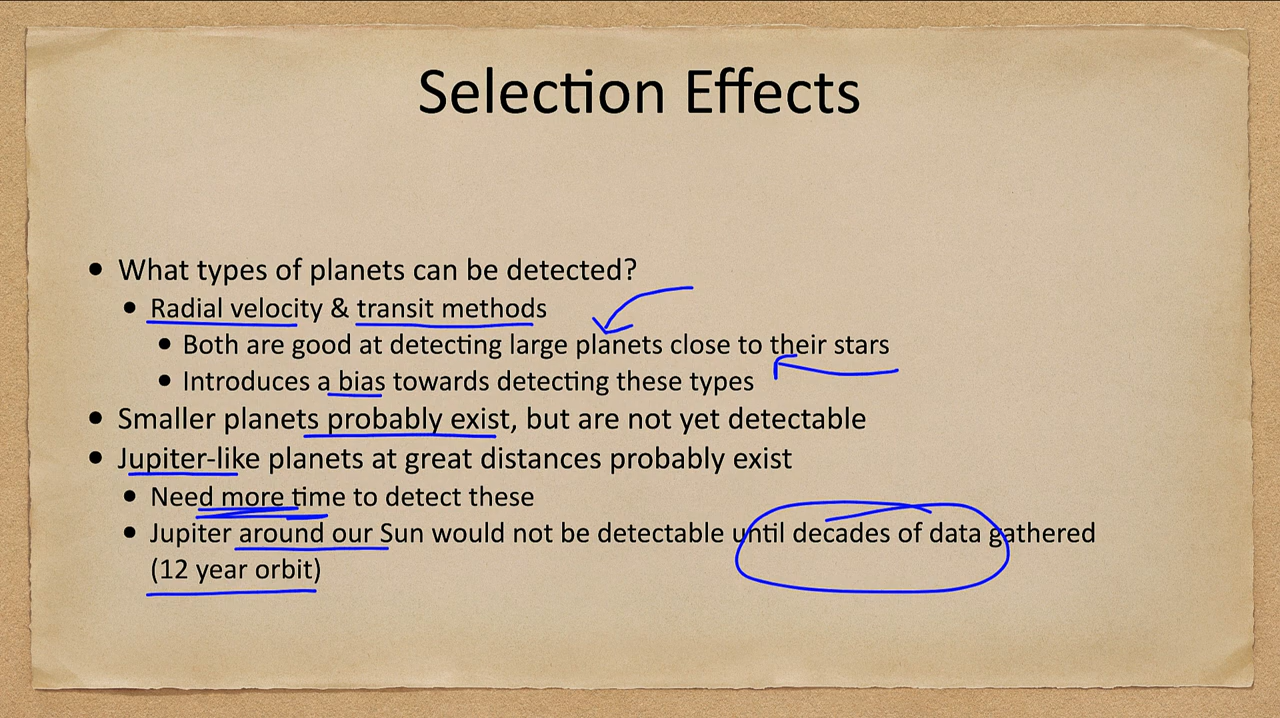 Selection Effects
• What types of planets can be detected?
• Radial velocity & transit methods
• Both are good at detecting large planets close to their stars
• Introduces a bias towards detecting these types
• Smaller planets probably exist, but are not yet detectable
• Jupiter-like planets at great distances probably exist
• Need more time to detect these
• Jupiter around our Sun would not be detectable until decades of data gathered
(12 year orbit)